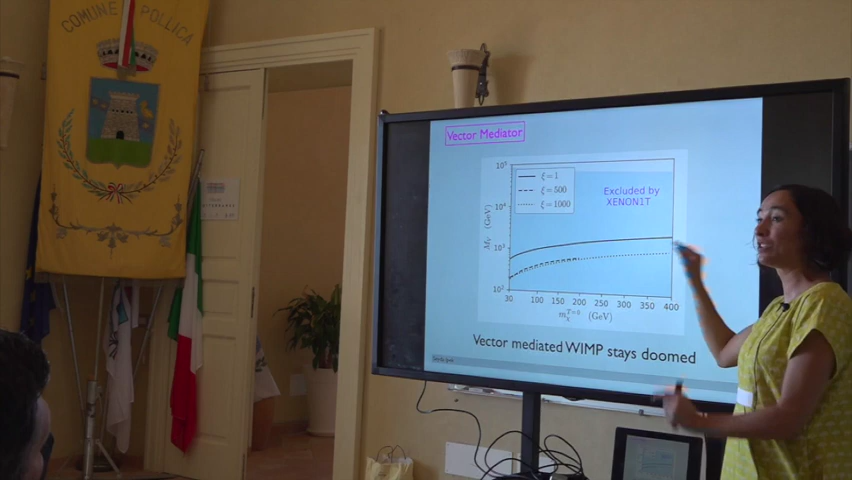 COMUNE POLLICA
Vector Mediator
10⁵
10⁴
10³
10²
M_V (GeV)
ξ = 1
ξ = 500
ξ = 1000
Excluded by
XENON1T
30 100 150 200 250 300 350 400
(GeV)
Vector mediated WIMP stays doomed